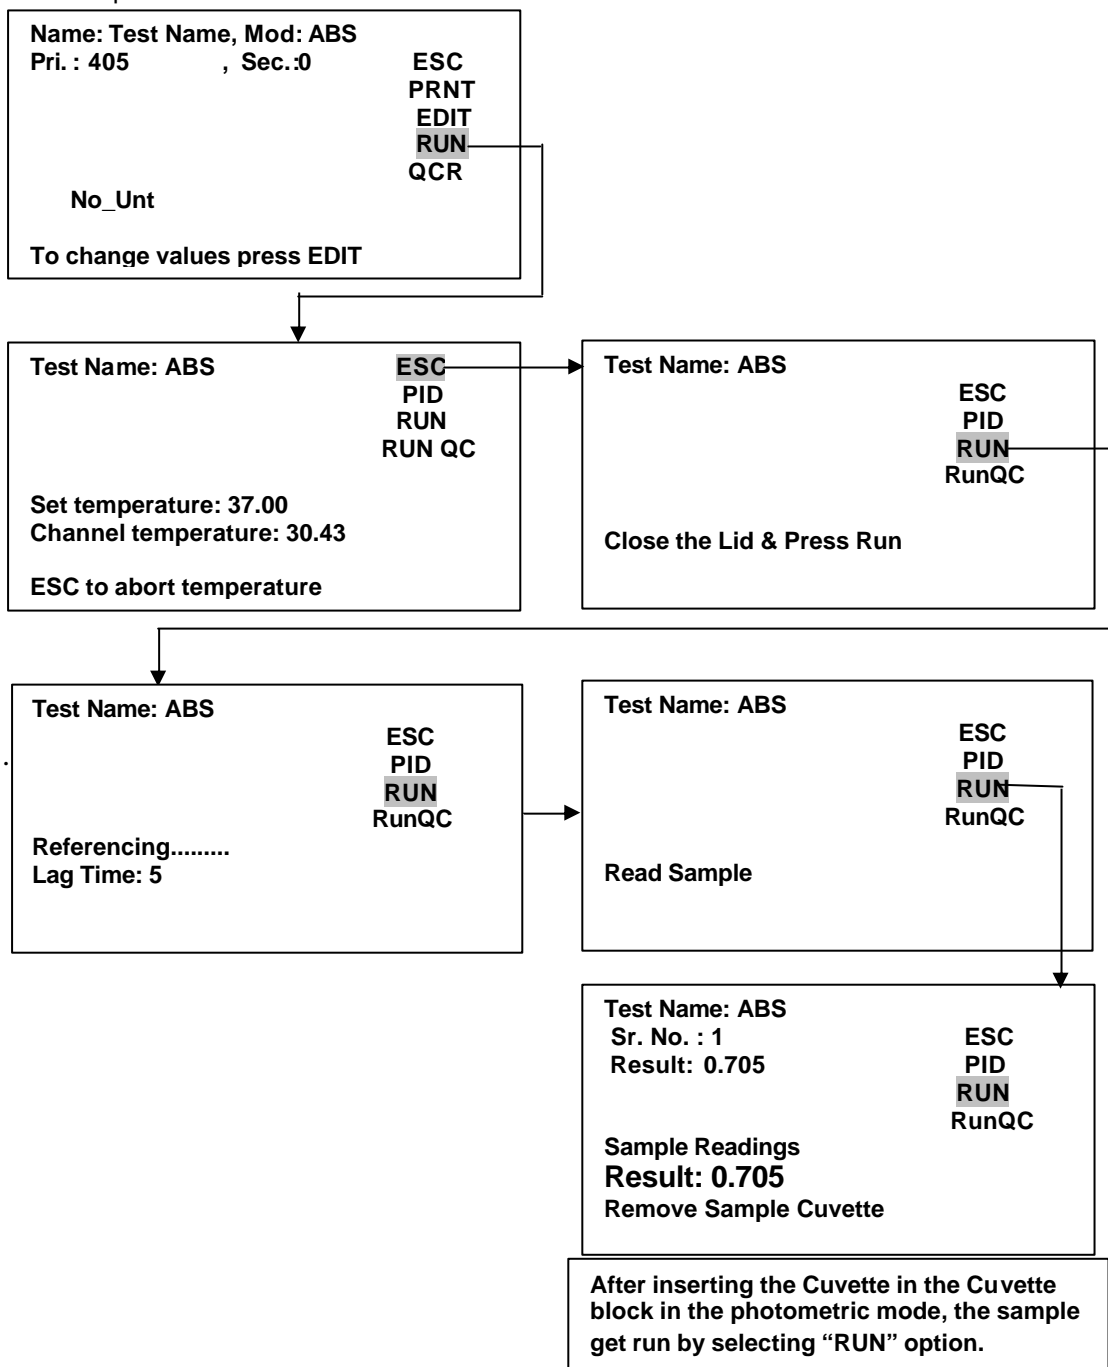 Name: Test Name, Mod: ABS
Pri. : 405 , Sec.:0 ESC
PRNT
EDIT
RUN
QCR
No_Unt
To change values press EDIT
Test Name: ABS ESC
PID
RUN
RUN QC
Set temperature: 37.00
Channel temperature: 30.43
ESC to abort temperature
Test Name: ABS
ESC
PID
RUN
RunQC
Close the Lid & Press Run
Test Name: ABS
ESC
PID
RUN
RunQC
Referencing.........
Lag Time: 5
Test Name: ABS
ESC
PID
RUN
RunQC
Read Sample
Test Name: ABS
Sr. No. : 1 ESC
Result: 0.705 PID
RUN
RunQC
Sample Readings
Result: 0.705
Remove Sample Cuvette
After inserting the Cuvette in the Cuvette
block in the photometric mode, the sample
get run by selecting “RUN” option.